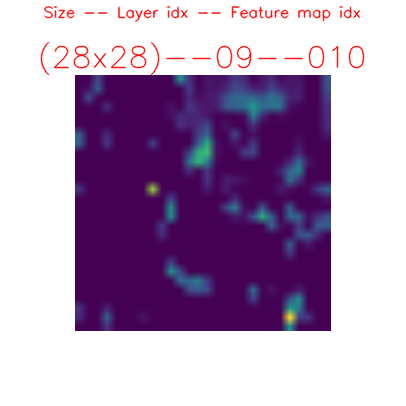 Size -- Layer idx -- Feature map idx
(28x28)--09--010